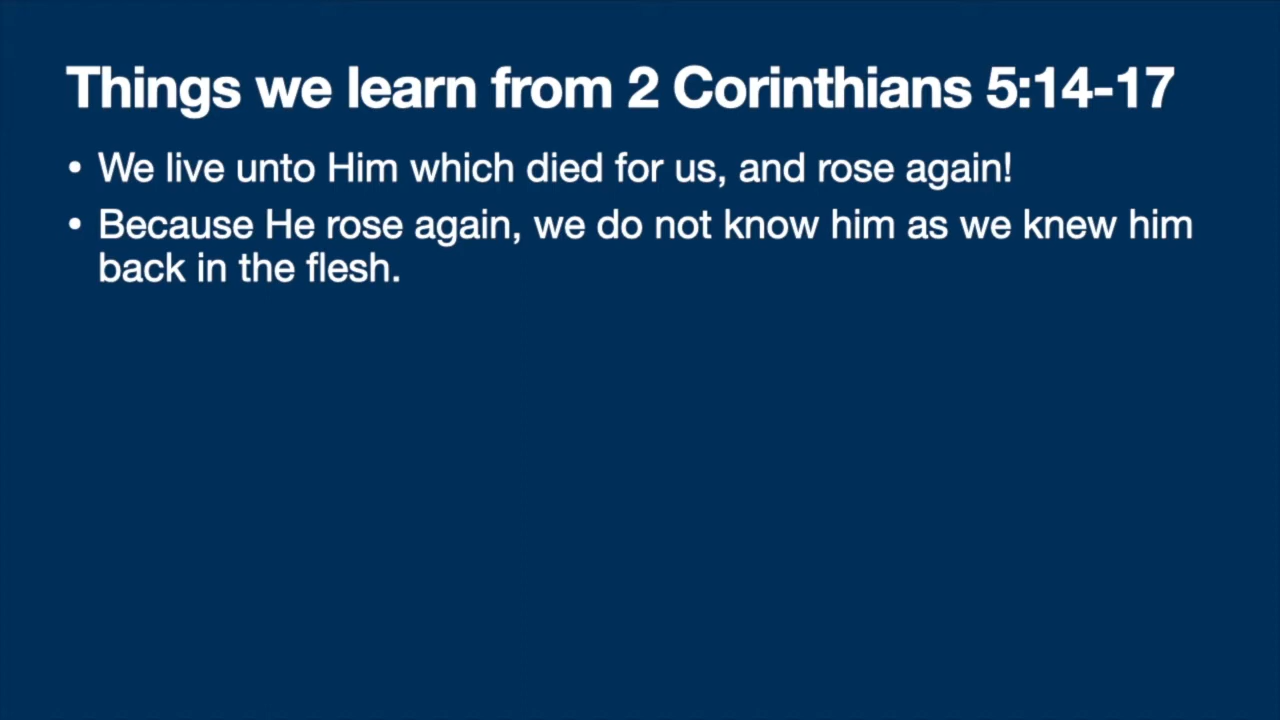 Things we learn from 2 Corinthians 5:14-17
• We live unto Him which died for us, and rose again!
• Because He rose again, we do not know him as we knew him
back in the flesh.